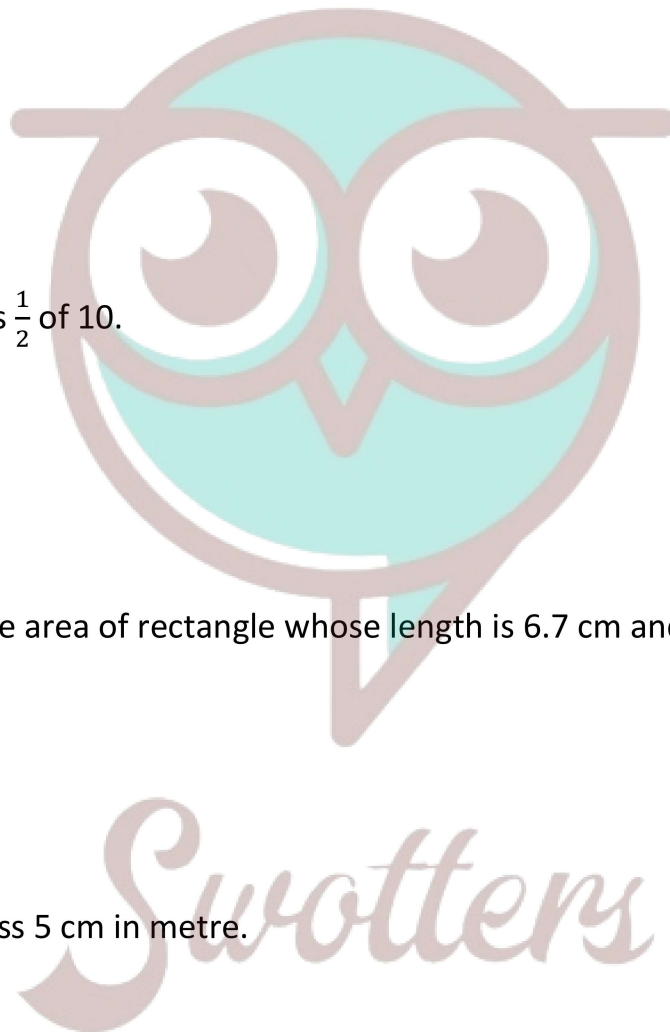 s 1/2 of 10.
e area of rectangle whose length is 6.7 cm and
ss 5 cm in metre.
Swotters